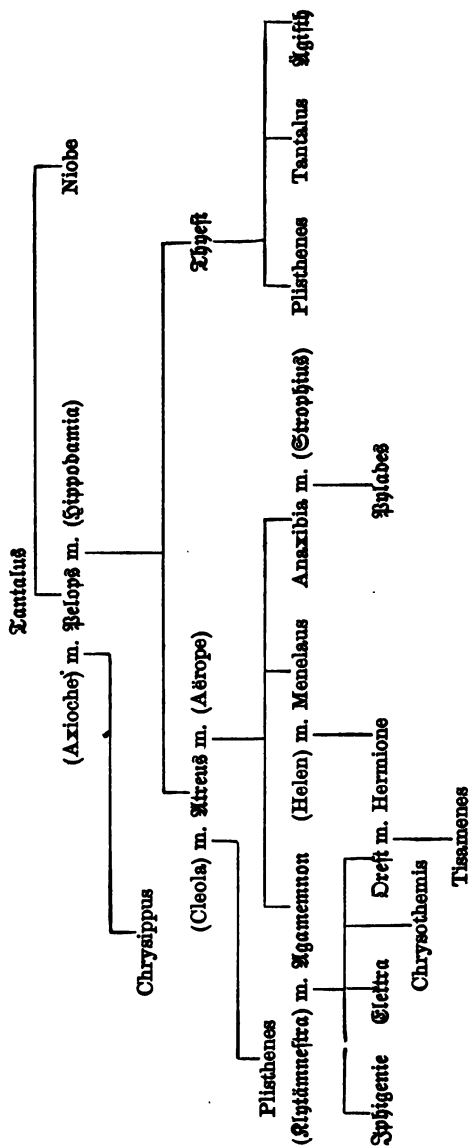 Tantalus
(Axioche) m. Pelops m. (Hippodamia) Niobe
Chrysippus
(Cleola) m. Atreus m. (Aërope) Thyest
Plisthenes
(Klytämnestra) m. Agamemnon (Helen) m. Menelaus Anaxibia m. (Strophius) Plisthenes Tantalus Ägisth
Iphigenie Elektra Orest m. Hermione Pylades
Chrysothemis
Tisamenes